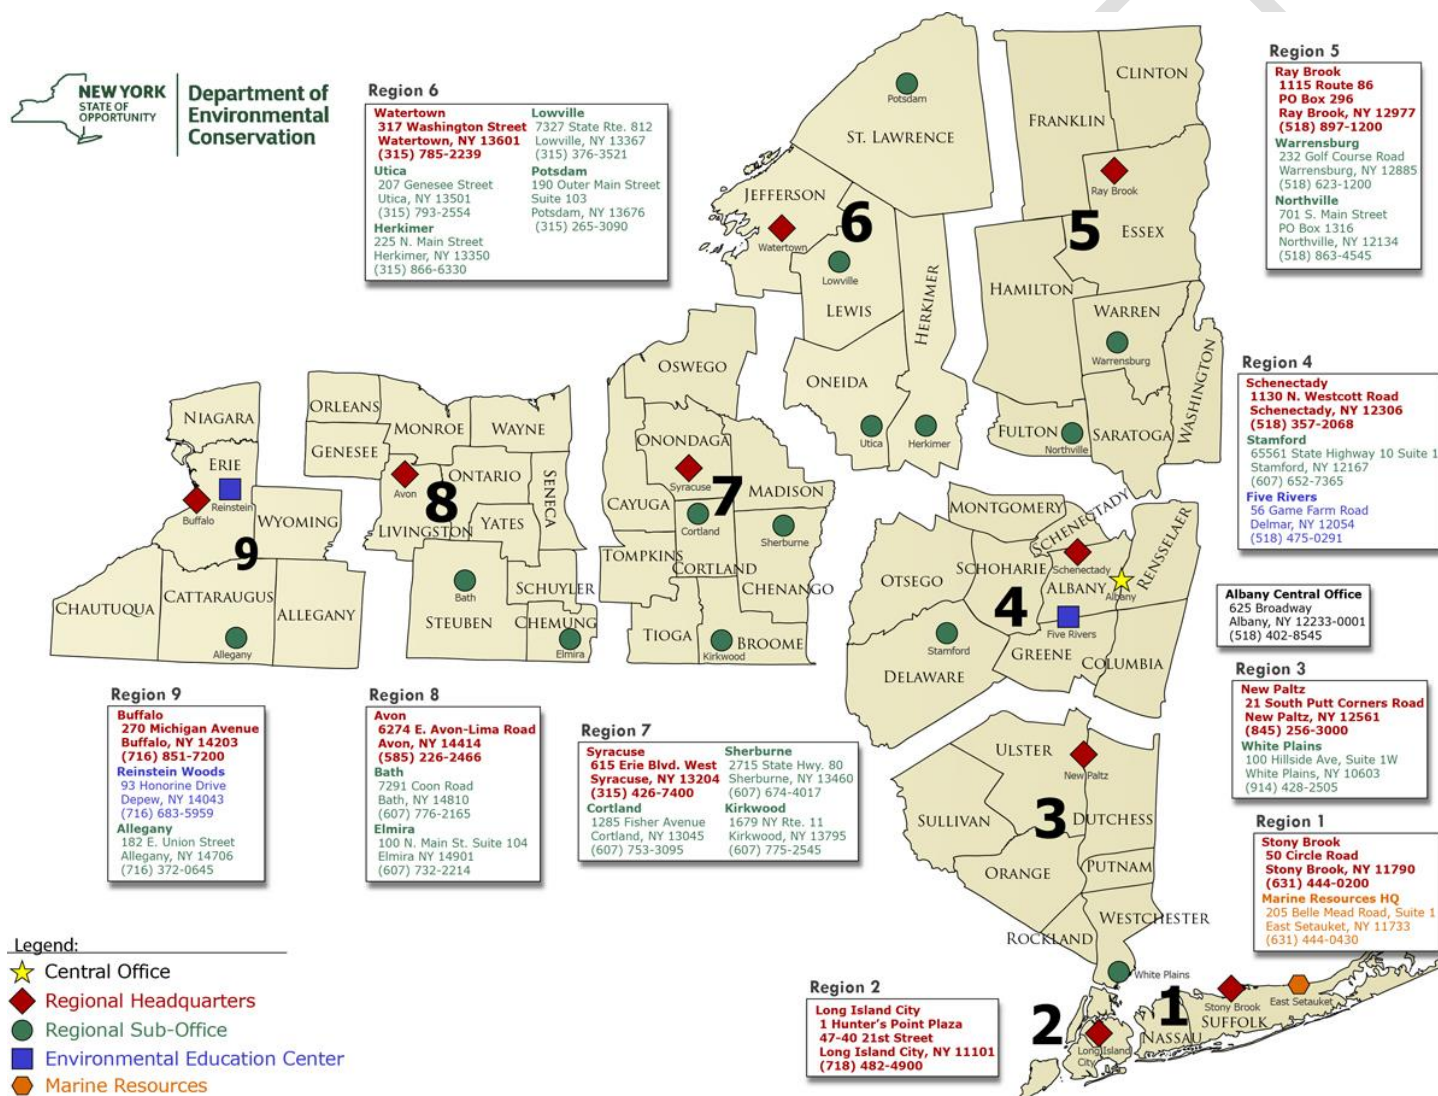 NEW YORK
STATE OF
OPPORTUNITY
Department of
Environmental
Conservation
Region 6
Watertown
317 Washington Street
Watertown, NY 13601
(315) 785-2239
Utica
207 Genesee Street
Utica, NY 13501
(315) 793-2554
Herkimer
225 N. Main Street
Herkimer, NY 13350
(315) 866-6330
Lowville
7327 State Rte. 812
Lowville, NY 13367
(315) 376-3521
Potsdam
190 Outer Main Street
Suite 103
Potsdam, NY 13676
(315) 265-3090
Region 5
Ray Brook
1115 Route 86
PO Box 296
Ray Brook, NY 12977
(518) 897-1200
Warrensburg
232 Golf Course Road
Warrensburg, NY 12885
(518) 623-1200
Northville
701 S. Main Street
PO Box 1316
Northville, NY 12134
(518) 863-4545
Region 4
Schenectady
1130 N. Westcott Road
Schenectady, NY 12306
(518) 357-2068
Stamford
65561 State Highway 10 Suite 1
Stamford, NY 12167
(607) 652-7365
Five Rivers
56 Game Farm Road
Delmar, NY 12054
(518) 475-0291
Albany Central Office
625 Broadway
Albany, NY 12233-0001
(518) 402-8545
Region 3
New Paltz
21 South Putt Corners Road
New Paltz, NY 12561
(845) 256-3000
White Plains
100 Hillside Ave, Suite 1W
White Plains, NY 10603
(914) 428-2505
Region 1
Stony Brook
50 Circle Road
Stony Brook, NY 11790
(631) 444-0200
Marine Resources HQ
205 Belle Mead Road, Suite 1
East Setauket, NY 11733
(631) 444-0430
Region 2
Long Island City
1 Hunter's Point Plaza
47-40 21st Street
Long Island City, NY 11101
(718) 482-4900
Region 9
Buffalo
270 Michigan Avenue
Buffalo, NY 14203
(716) 851-7200
Reinstein Woods
93 Honorine Drive
Depew, NY 14043
(716) 683-5959
Allegany
182 E. Union Street
Allegany, NY 14706
(716) 372-0645
Region 8
Avon
6274 E. Avon-Lima Road
Avon, NY 14414
(585) 226-2466
Bath
7291 Coon Road
Bath, NY 14810
(607) 776-2165
Elmira
100 N. Main St. Suite 104
Elmira NY 14901
(607) 732-2214
Region 7
Syracuse
615 Erie Blvd. West
Syracuse, NY 13204
(315) 426-7400
Cortland
1285 Fisher Avenue
Cortland, NY 13045
(607) 753-3095
Sherburne
2715 State Hwy. 80
Sherburne, NY 13460
(607) 674-4017
Kirkwood
1679 NY Rte. 11
Kirkwood, NY 13795
(607) 775-2545
Potsdam
ST. LAWRENCE
JEFFERSON
Watertown
6
Lowville
LEWIS
HERKIMER
ONEIDA
Utica
Herkimer
CLINTON
FRANKLIN
Ray Brook
5
ESSEX
HAMILTON
WARREN
Warrensburg
WASHINGTON
FULTON
Northville
SARATOGA
NIAGARA
ERIE
Reinstein
Buffalo
WYOMING
9
CHAUTUQUA
CATTARAUGUS
ALLEGANY
Allegany
ORLEANS
GENESEE
MONROE
WAYNE
ONTARIO
Avon
8
SENECA
LIVINGSTON
YATES
Bath
SCHUYLER
STEUBEN
CHEMUNG
Elmira
OSWEGO
ONONDAGA
Syracuse
7
MADISON
CAYUGA
Cortland
Sherburne
TOMPKINS
CORTLAND
CHENANGO
TIOGA
BROOME
Kirkwood
MONTGOMERY
SCHENECTADY
RENSSELAER
Schenectady
OTSEGO
SCHOHARIE
ALBANY
Albany
4
Five Rivers
Stamford
GREENE
COLUMBIA
DELAWARE
ULSTER
New Paltz
SULLIVAN
3
DUTCHESS
ORANGE
PUTNAM
WESTCHESTER
ROCKLAND
White Plains
2
Long Island
City
1
Stony Brook
East Setauket
SUFFOLK
NASSAU
Legend:
Central Office
Regional Headquarters
Regional Sub-Office
Environmental Education Center
Marine Resources